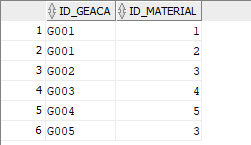 ID_GEACA ID_MATERIAL
1 G001 1
2 G001 2
3 G002 3
4 G003 4
5 G004 5
6 G005 3